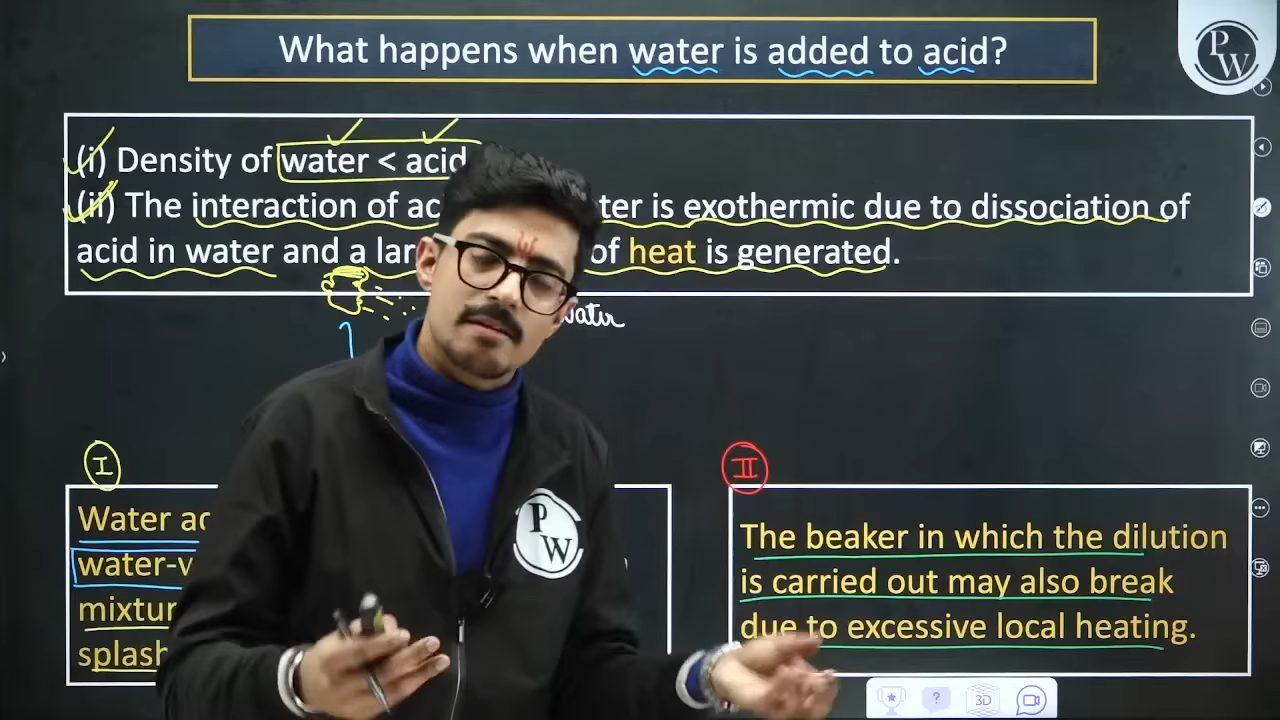 What happens when water is added to acid?
P
W
(i) Density of water < acid
(ii) The interaction of ac ter is exothermic due to dissociation of
acid in water and a lar of heat is generated.
water
I
II
Water ac
water-v
mixtur
splash
The beaker in which the dilution
is carried out may also break
due to excessive local heating.
P
W
?
3D